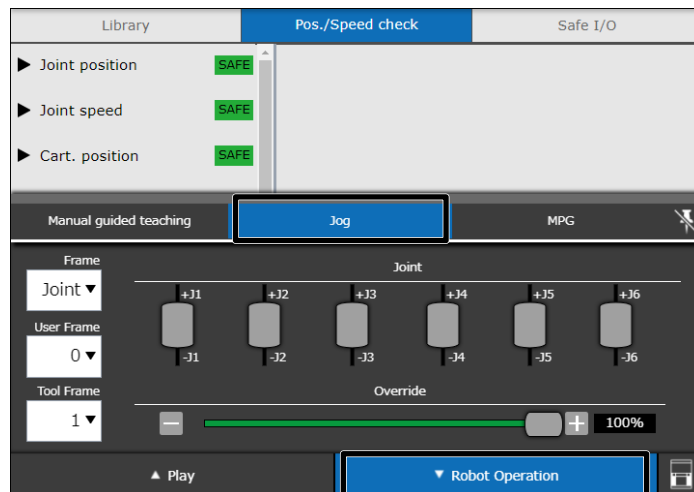 Library Pos./Speed check Safe I/O
Joint position SAFE
Joint speed SAFE
Cart. position SAFE
Manual guided teaching Jog MPG
Frame
Joint
Joint
+J1 +J2 +J3 +J4 +J5 +J6
User Frame
0
-J1 -J2 -J3 -J4 -J5 -J6
Tool Frame
Override
1
100%
Play Robot Operation